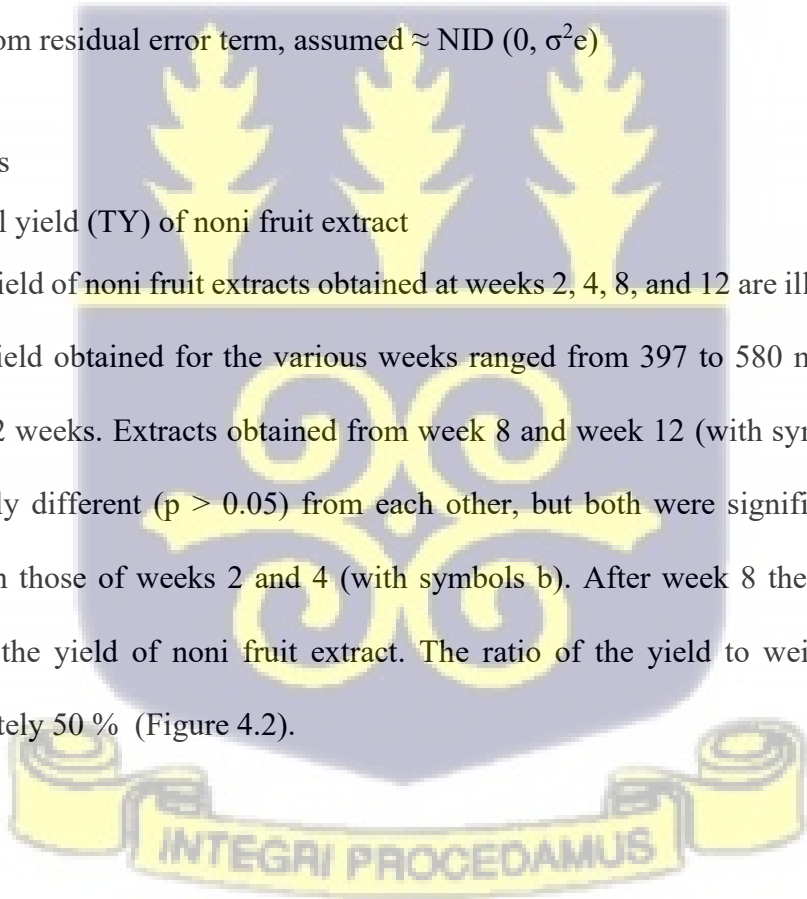 om residual error term, assumed ≈ NID (0, σ²e)
s
l yield (TY) of noni fruit extract
ield of noni fruit extracts obtained at weeks 2, 4, 8, and 12 are ill
ield obtained for the various weeks ranged from 397 to 580 m
2 weeks. Extracts obtained from week 8 and week 12 (with syr
ly different (p > 0.05) from each other, but both were signifi
n those of weeks 2 and 4 (with symbols b). After week 8 the
the yield of noni fruit extract. The ratio of the yield to wei
tely 50 % (Figure 4.2).
INTEGRI PROCEDAMUS